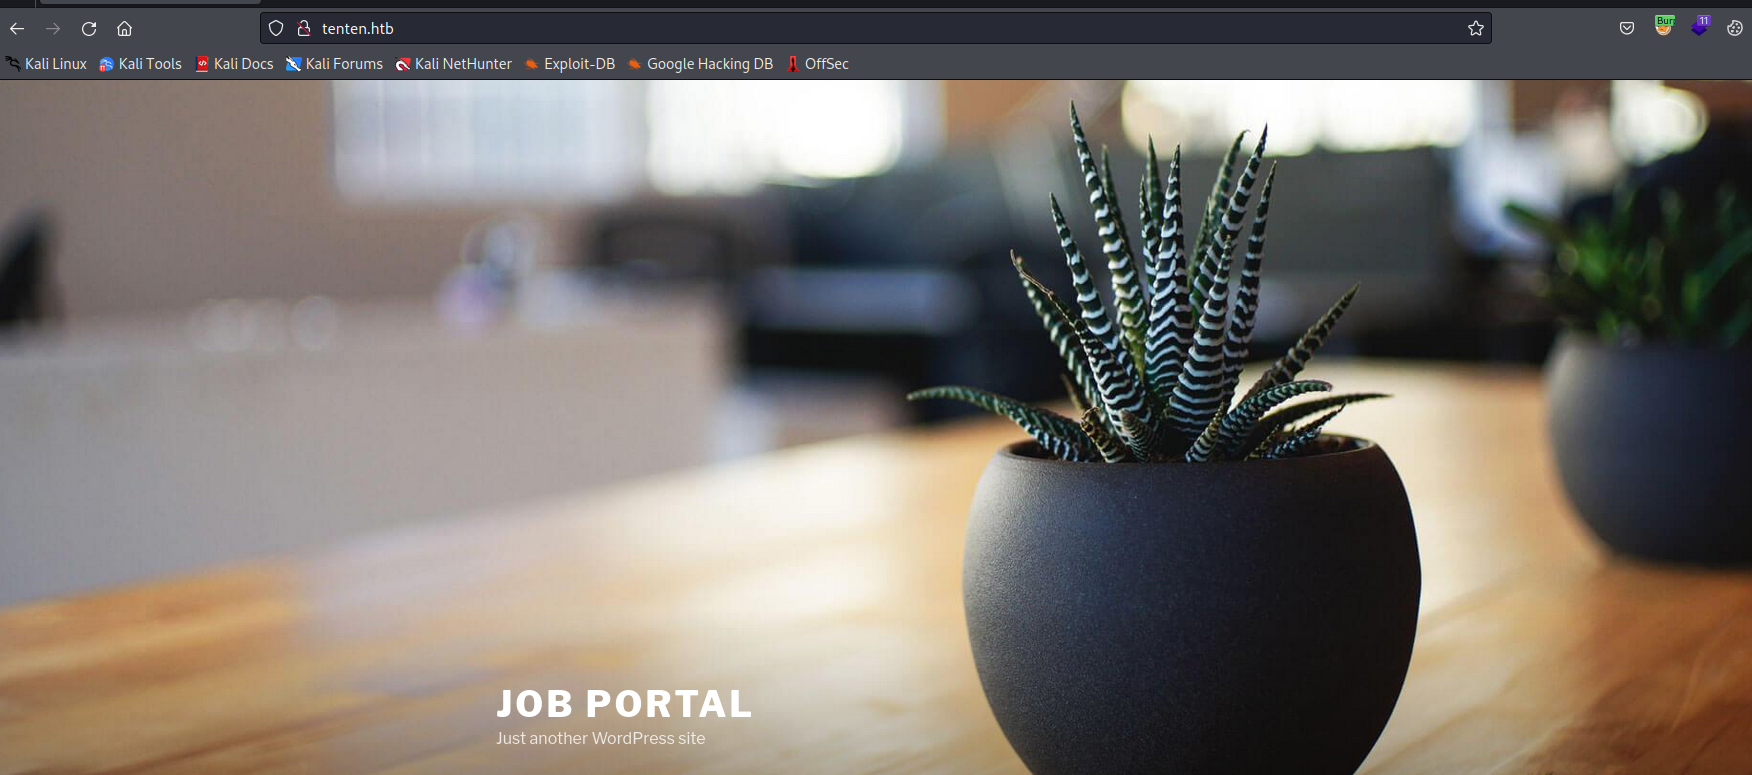 tenten.htb
Burp
11
Kali Linux Kali Tools Kali Docs Kali Forums Kali NetHunter Exploit-DB Google Hacking DB OffSec
JOB PORTAL
Just another WordPress site